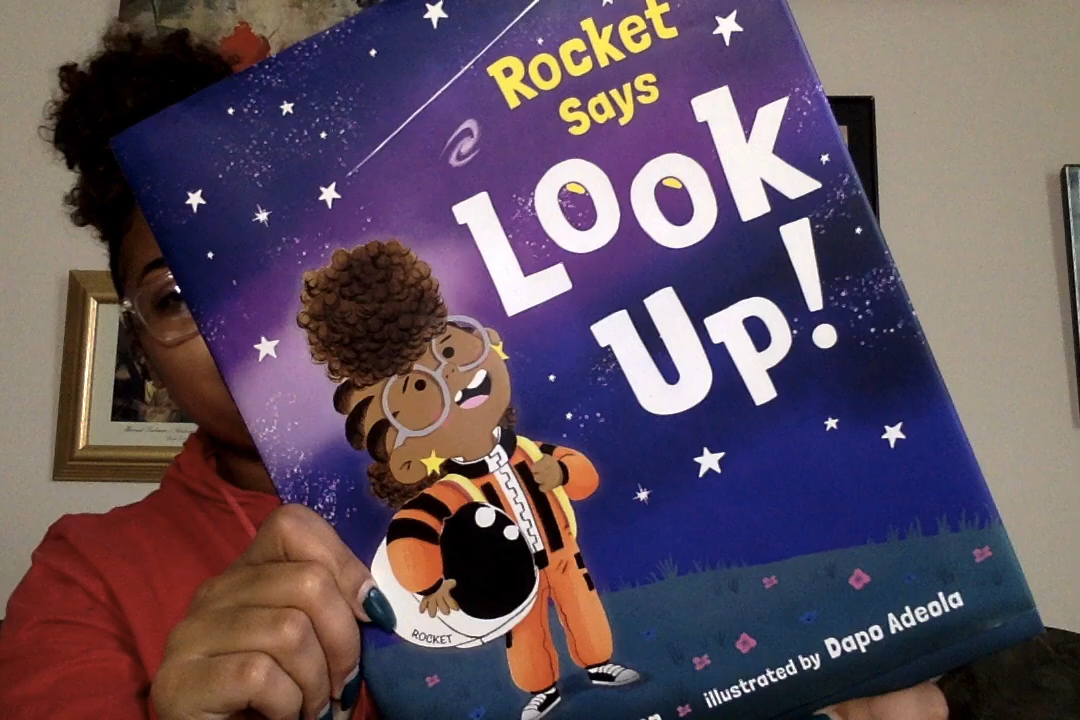 Rocket
Says
Look
Up!
ROCKET
illustrated by Dapo Adeola